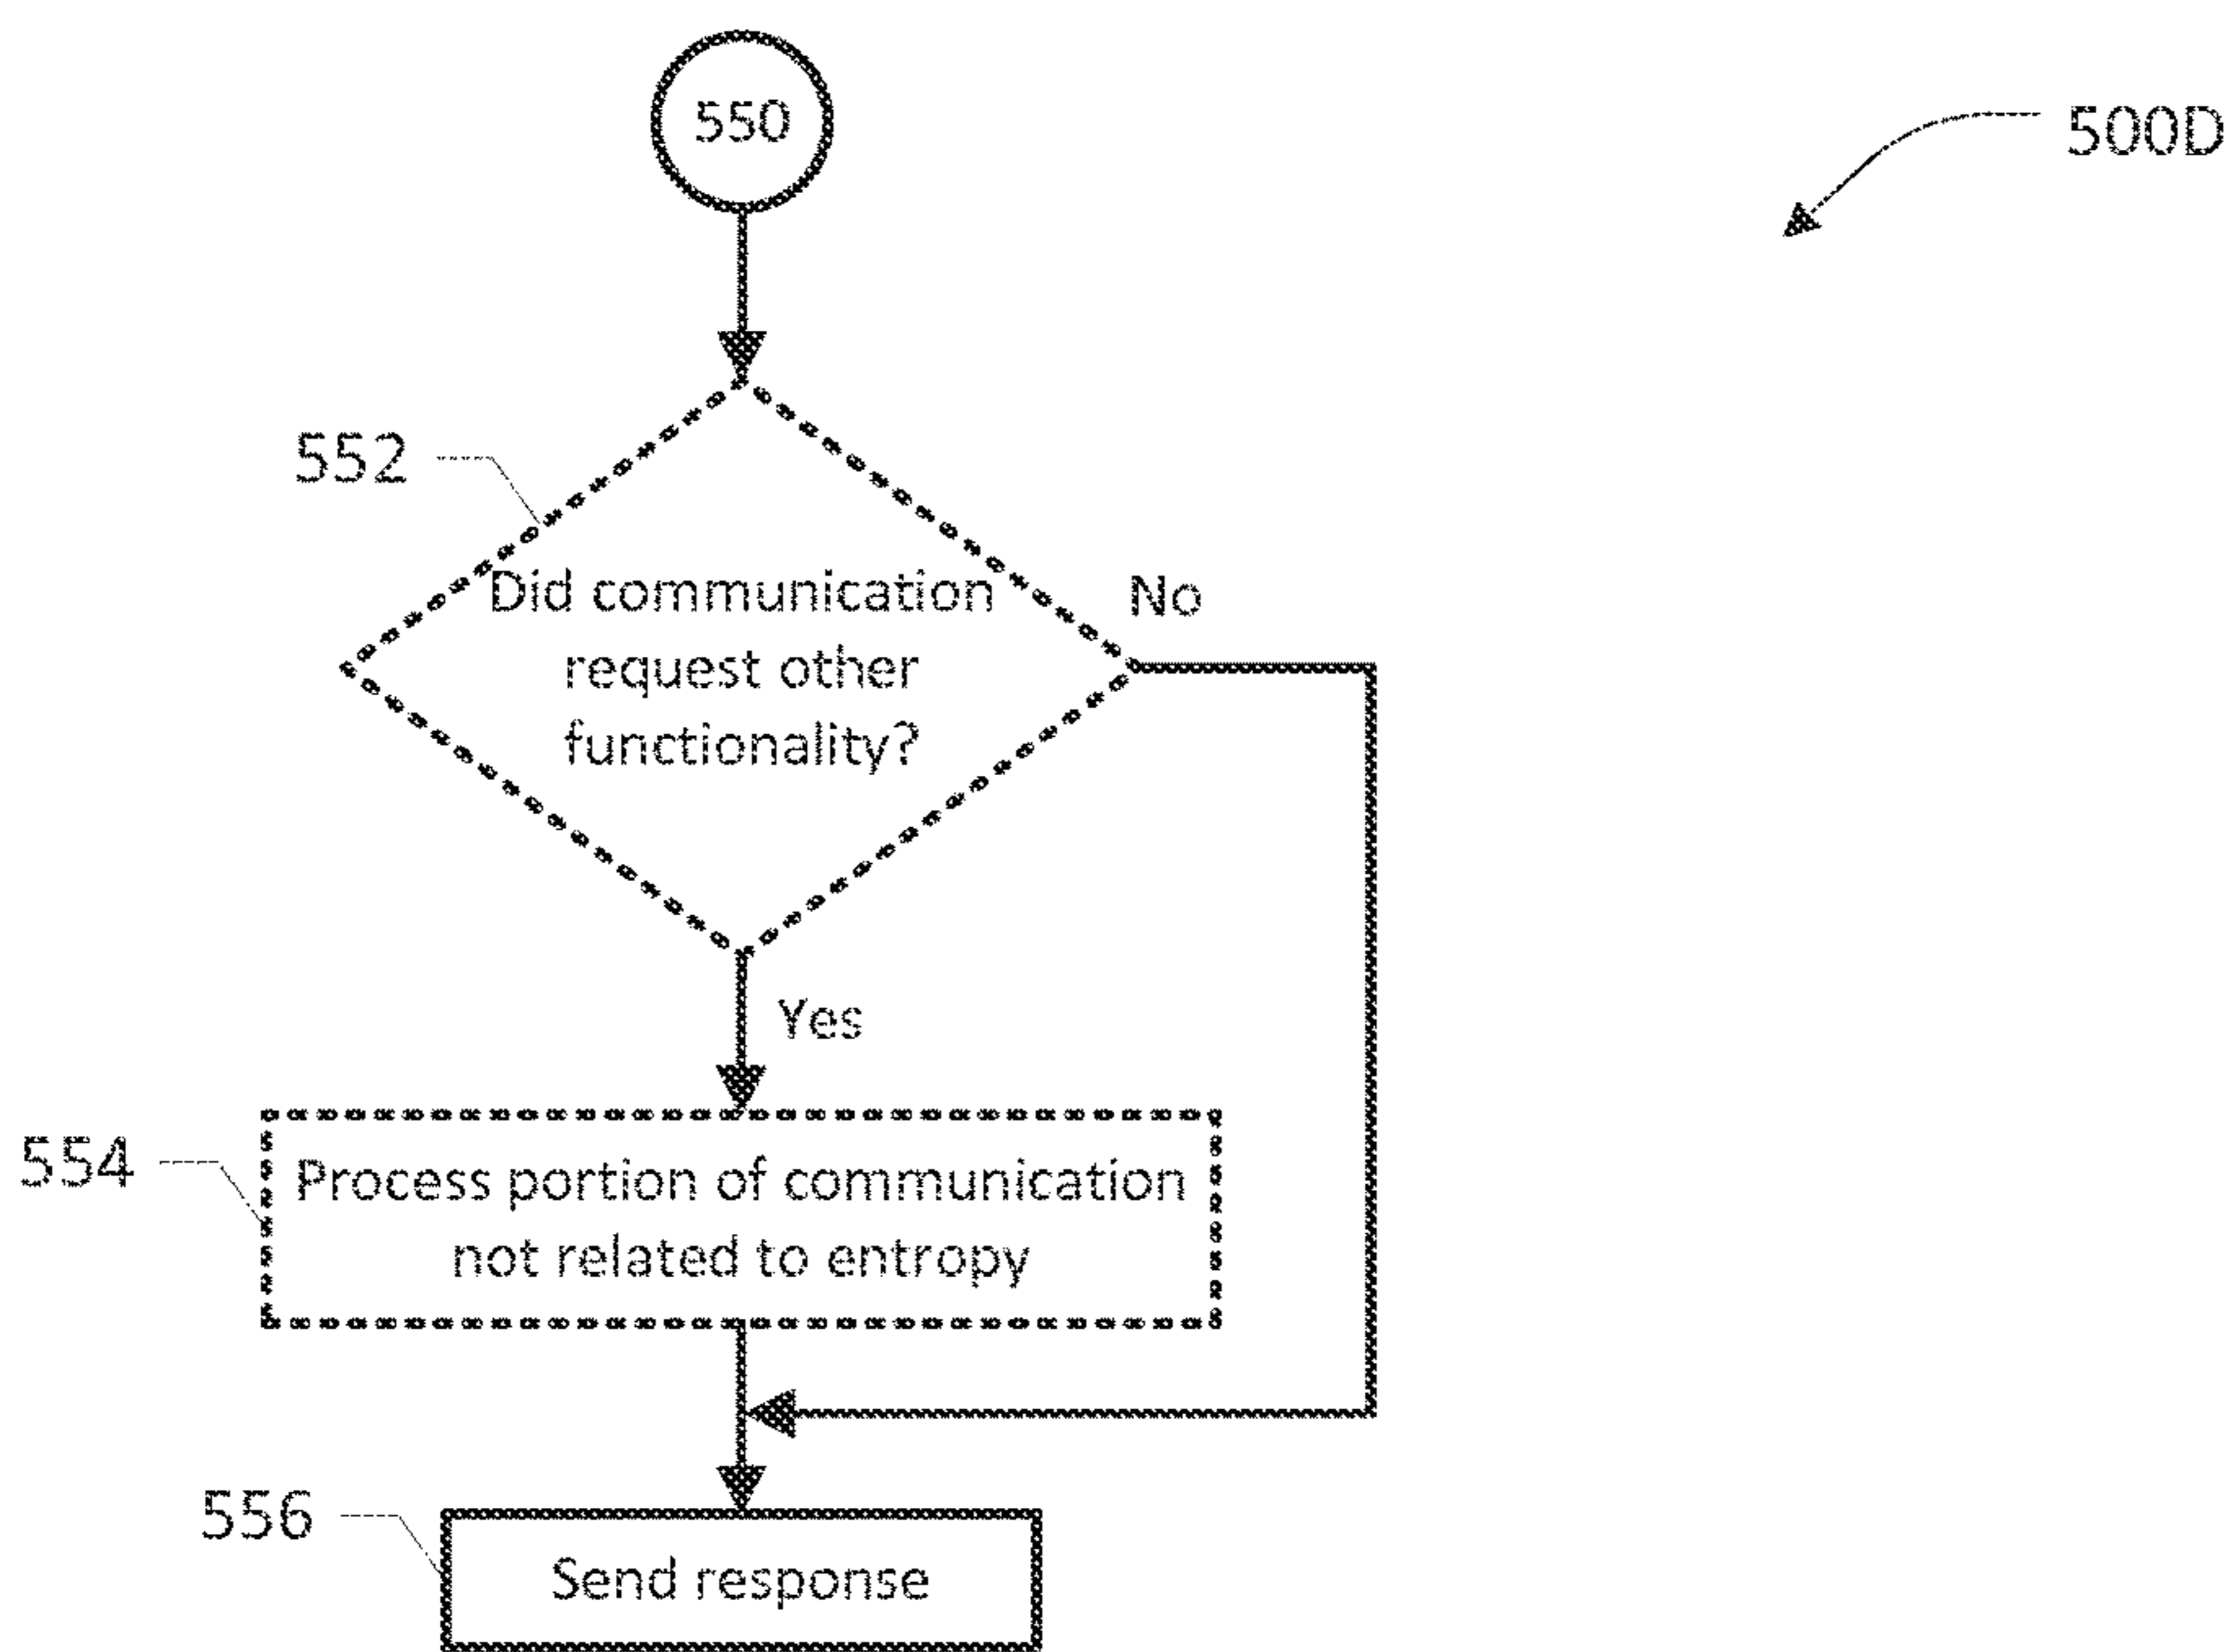 550
500D
552
Did communication
request other
functionality?
No
Yes
554
Process portion of communication
not related to entropy
556
Send response